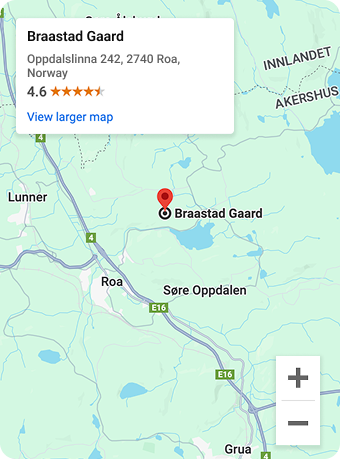 Braastad Gaard
Oppdalslinna 242, 2740 Roa,
Norway
4.6
View larger map
INNLANDET
AKERSHUS
4
Lunner
Braastad Gaard
4
Roa
Søre Oppdalen
E16
E16
Grua
4